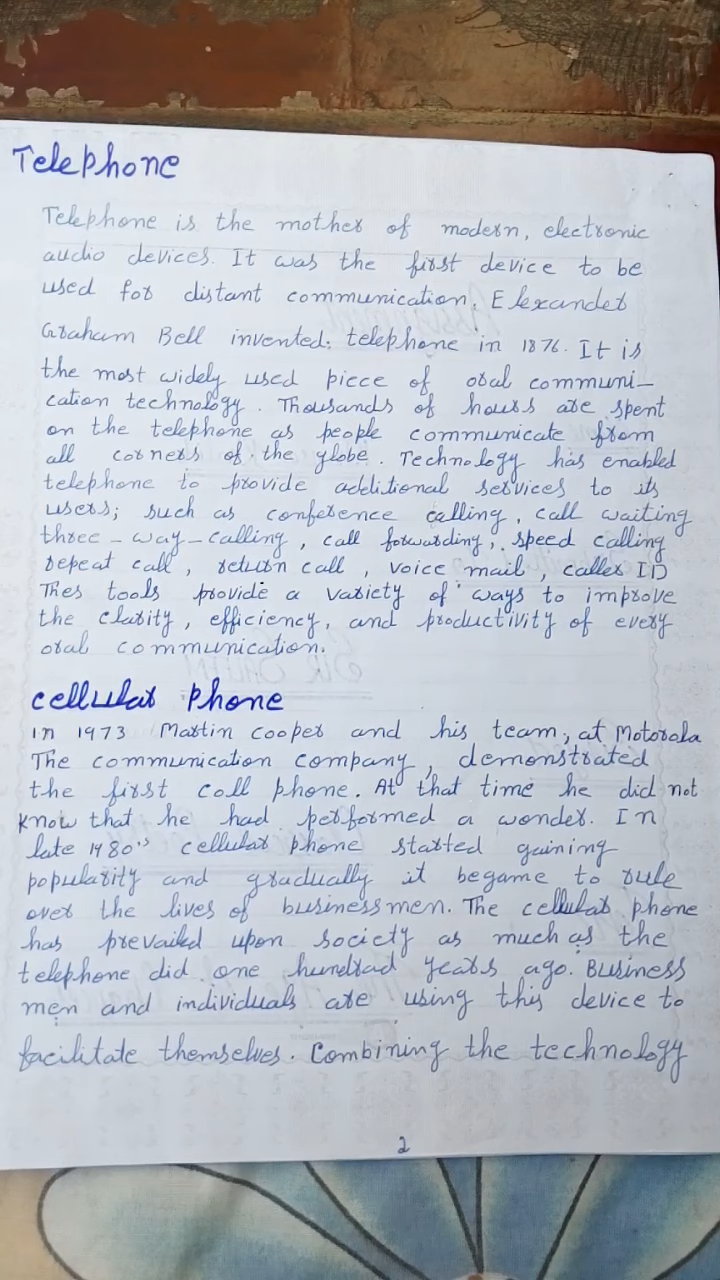 Telephone
Telephone is the mother of modern, electronic
audio devices. It was the first device to be
used for distant communication. Elexander
Graham Bell invented telephone in 1876. It is
the most widely used piece of oral communi-
cation technology. Thousands of hours are spent
on the telephone as people communicate from
all corners of the globe. Technology has enabled
telephone to provide additional services to its
users; such as conference calling, call waiting
three-way-calling, call forwarding, speed calling
repeat call, return call, voice mail, caller ID
Thes tools provide a variety of ways to improve
the clarity, efficiency, and productivity of every
oral communication.
cellular phone
in 1973 Martin cooper and his team, at Motorola
The communication company, demonstrated
the first coll phone. At that time he did not
know that he had performed a wonder. In
late 1980's cellular phone started gaining
popularity and gradually it begame to rule
over the lives of businessmen. The cellular phone
has prevailed upon society as much as the
telephone did one hundrad years ago. Business
men and individuals are using this device to
facilitate themselves. Combining the technology
2